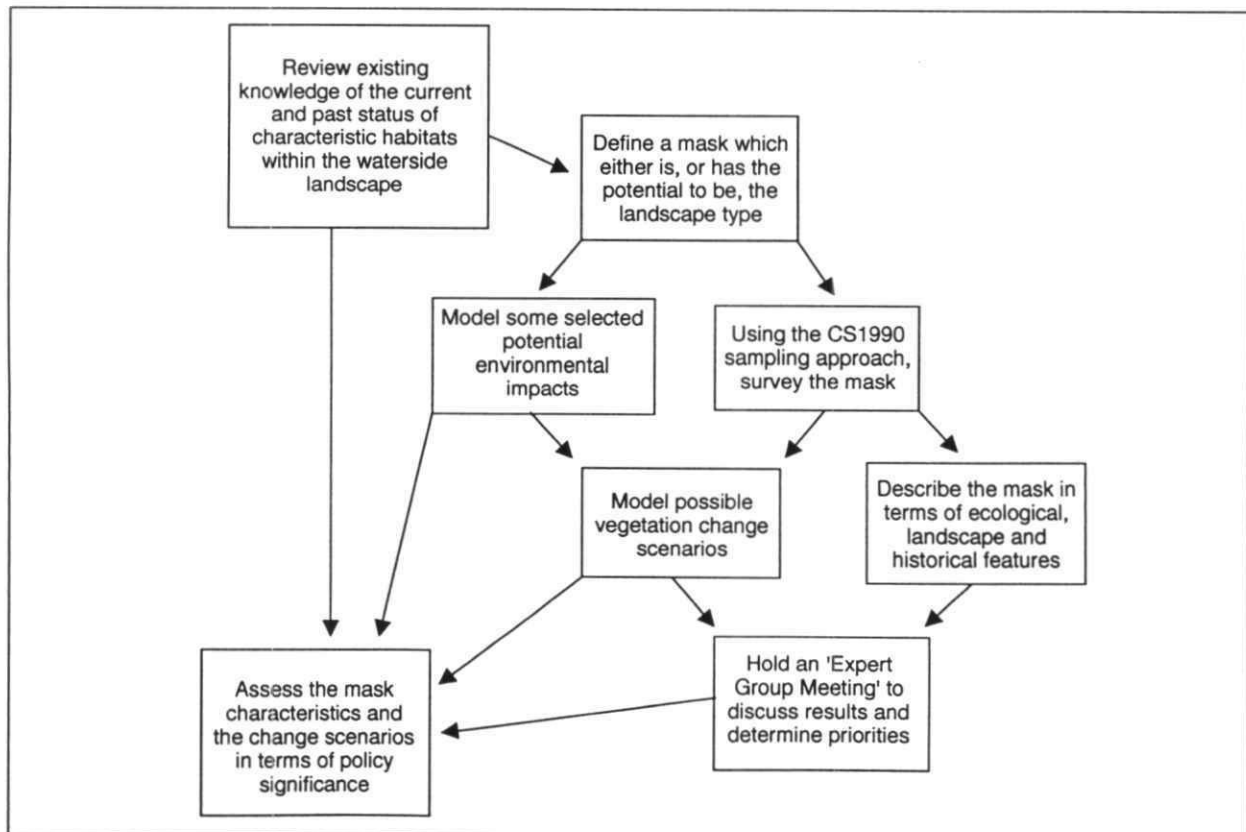 Review existing
knowledge of the current
and past status of
characteristic habitats
within the waterside
landscape
Define a mask which
either is, or has the
potential to be, the
landscape type
Model some selected
potential
environmental
impacts
Using the CS1990
sampling approach,
survey the mask
Model possible
vegetation change
scenarios
Describe the mask in
terms of ecological,
landscape and
historical features
Assess the mask
characteristics and
the change scenarios
in terms of policy
significance
Hold an 'Expert
Group Meeting' to
discuss results and
determine priorities